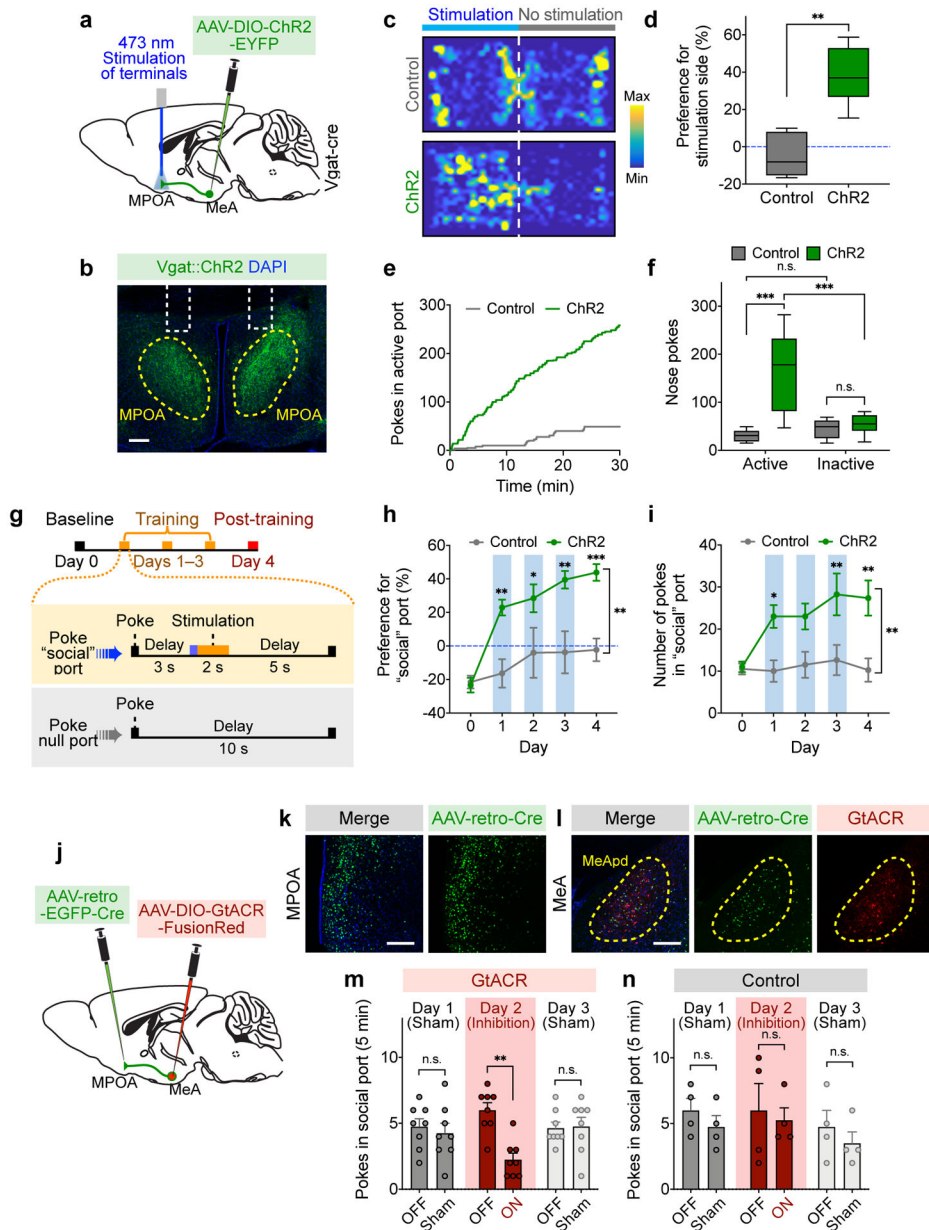 a
473 nm
Stimulation
of terminals
AAV-DIO-ChR2
-EYFP
MPOA
MeA
Vgat-cre
b
Vgat::ChR2 DAPI
MPOA
MPOA
c
Stimulation
No stimulation
Control
ChR2
Max
Min
d
Preference for
stimulation side (%)
60
40
20
0
-20
**
Control
ChR2
e
Control
ChR2
Pokes in active port
300
200
100
0
0
10
20
30
Time (min)
f
Control
ChR2
n.s.
***
***
n.s.
Nose pokes
300
200
100
0
Active
Inactive
g
Baseline
Training
Post-training
Day 0
Days 1–3
Day 4
Poke
"social"
port
Poke
Stimulation
Delay
Delay
3 s
2 s
5 s
Poke
null port
Poke
Delay
10 s
h
Control
ChR2
Preference for
"social" port (%)
60
40
20
0
-20
-40
**
*
**
***
**
0
1
2
3
4
Day
i
Control
ChR2
Number of pokes
in "social" port
40
30
20
10
0
*
**
**
**
0
1
2
3
4
Day
j
AAV-retro
-EGFP-Cre
AAV-DIO-GtACR
-FusionRed
MPOA
MeA
k
Merge
AAV-retro-Cre
MPOA
l
Merge
AAV-retro-Cre
GtACR
MeApd
MeA
m
GtACR
Day 1
(Sham)
Day 2
(Inhibition)
Day 3
(Sham)
n.s.
**
n.s.
Pokes in social port (5 min)
10
5
0
OFF
Sham
OFF
ON
OFF
Sham
n
Control
Day 1
(Sham)
Day 2
(Inhibition)
Day 3
(Sham)
n.s.
n.s.
n.s.
Pokes in social port (5 min)
10
5
0
OFF
Sham
OFF
ON
OFF
Sham